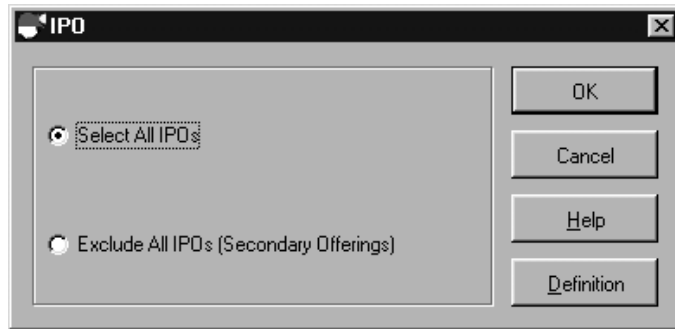 IPO
Select All IPOs
Exclude All IPOs (Secondary Offerings)
OK
Cancel
Help
Definition